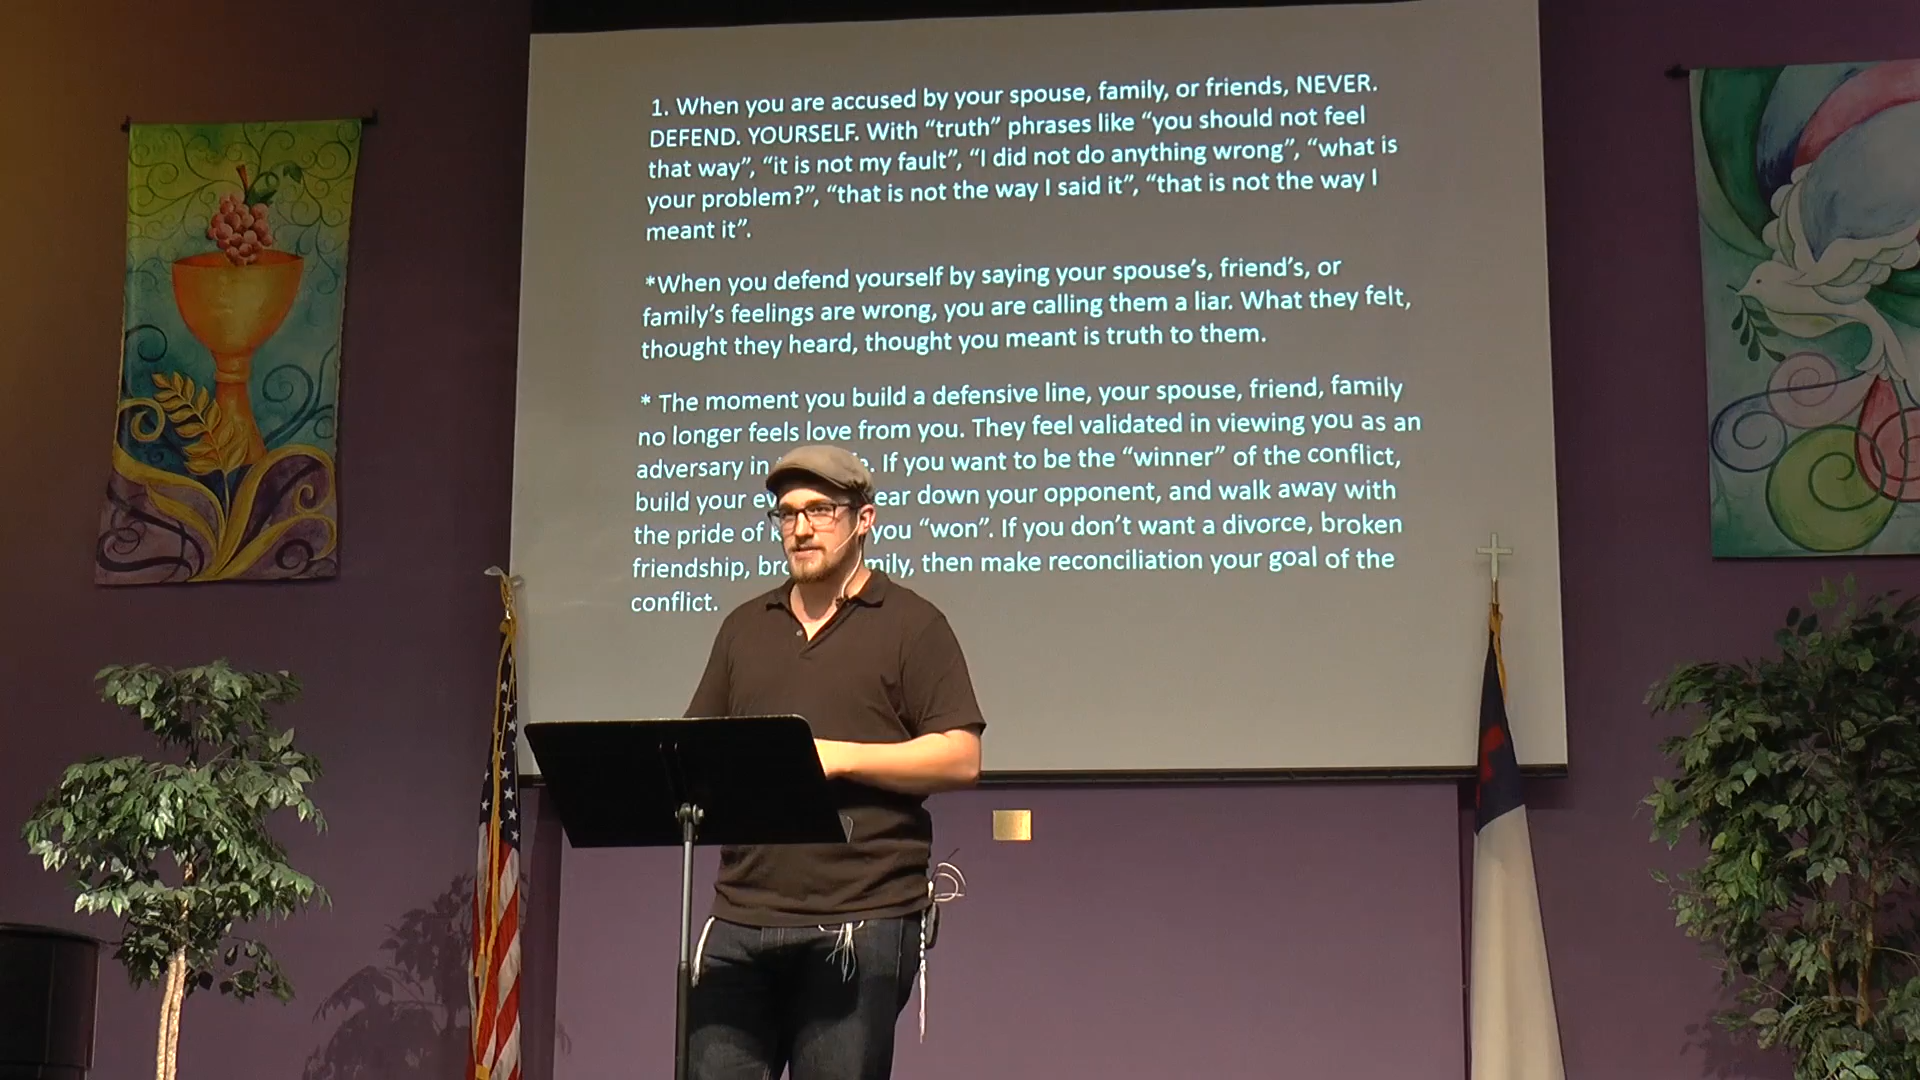 1. When you are accused by your spouse, family, or friends, NEVER.
DEFEND. YOURSELF. With “truth” phrases like “you should not feel
that way”, “it is not my fault”, “I did not do anything wrong”, “what is
your problem?”, “that is not the way I said it”, “that is not the way I
meant it”.
*When you defend yourself by saying your spouse’s, friend’s, or
family’s feelings are wrong, you are calling them a liar. What they felt,
thought they heard, thought you meant is truth to them.
* The moment you build a defensive line, your spouse, friend, family
no longer feels love from you. They feel validated in viewing you as an
adversary in If you want to be the “winner” of the conflict,
build your down your opponent, and walk away with
the pride of you “won”. If you don’t want a divorce, broken
friendship, then make reconciliation your goal of the
conflict.